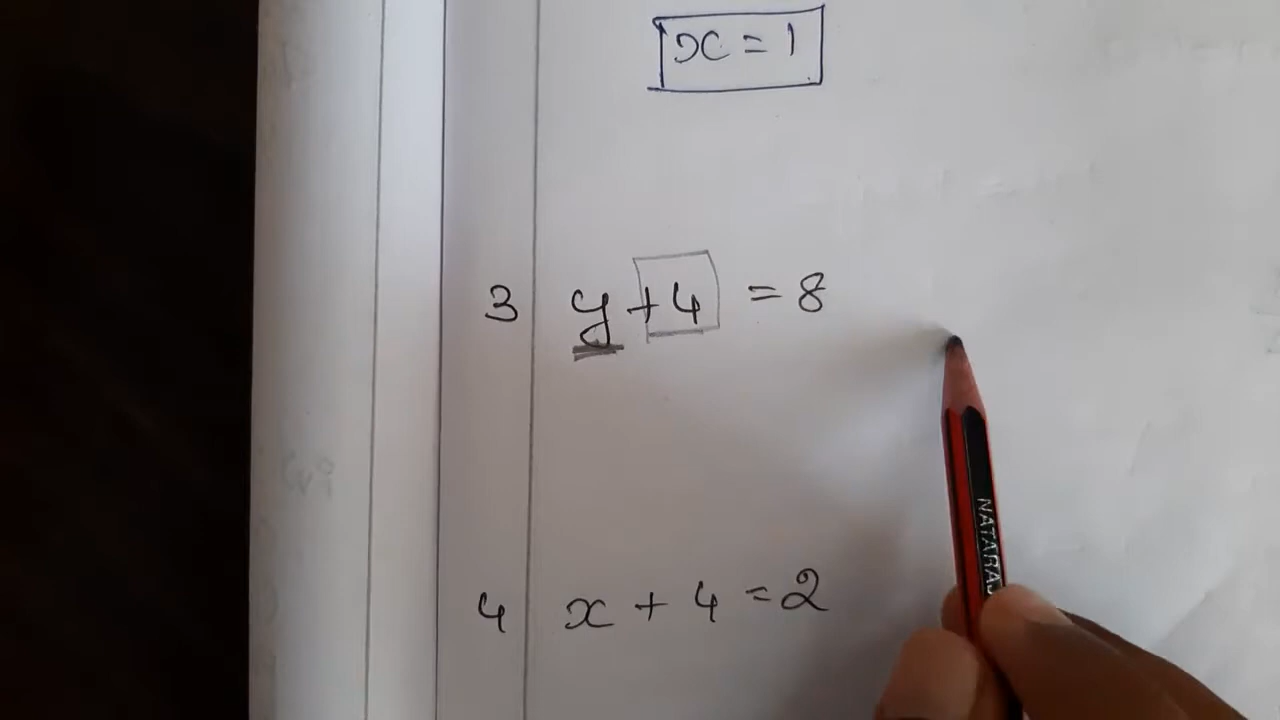 x = 1
3 y + 4 = 8
4 x + 4 = 2
NATARAJ